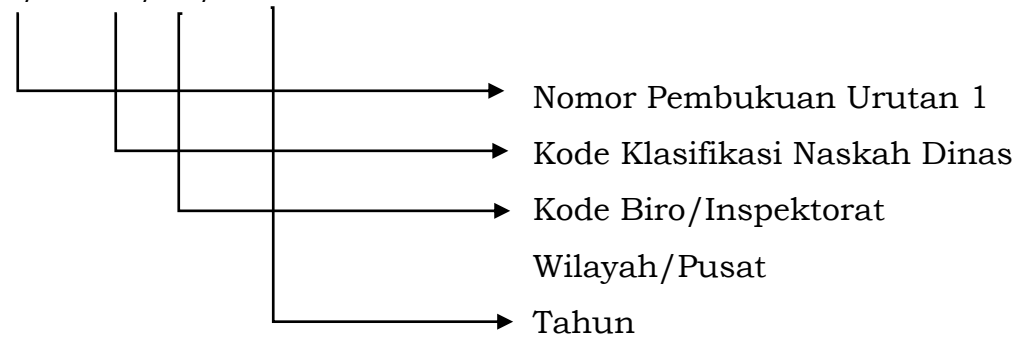 Nomor Pembukuan Urutan 1
Kode Klasifikasi Naskah Dinas
Kode Biro/Inspektorat
Wilayah/Pusat
Tahun